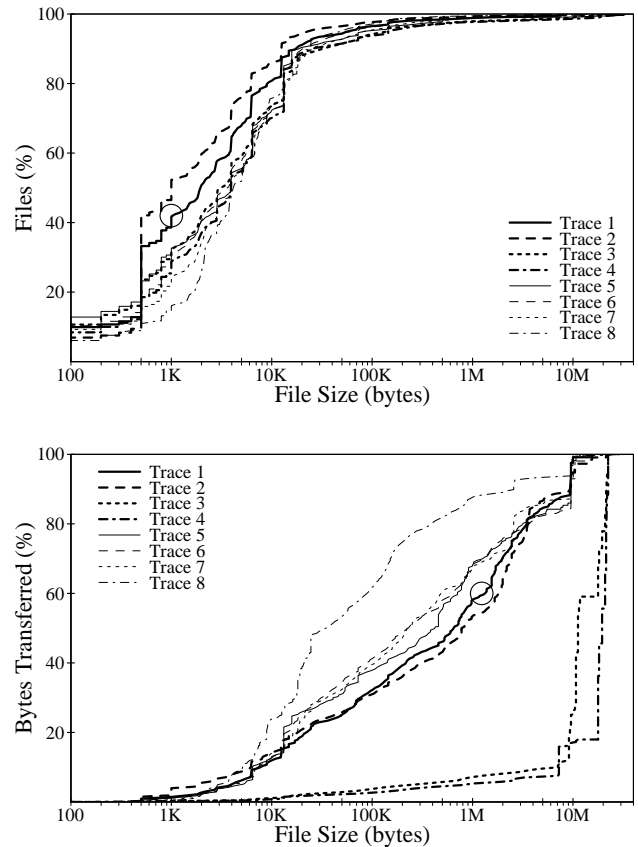 100
80
60
40
20
Files (%)
Trace 1
Trace 2
Trace 3
Trace 4
Trace 5
Trace 6
Trace 7
Trace 8
100 1K 10K 100K 1M 10M
File Size (bytes)
100
80
60
40
20
Bytes Transferred (%)
Trace 1
Trace 2
Trace 3
Trace 4
Trace 5
Trace 6
Trace 7
Trace 8
100 1K 10K 100K 1M 10M
File Size (bytes)